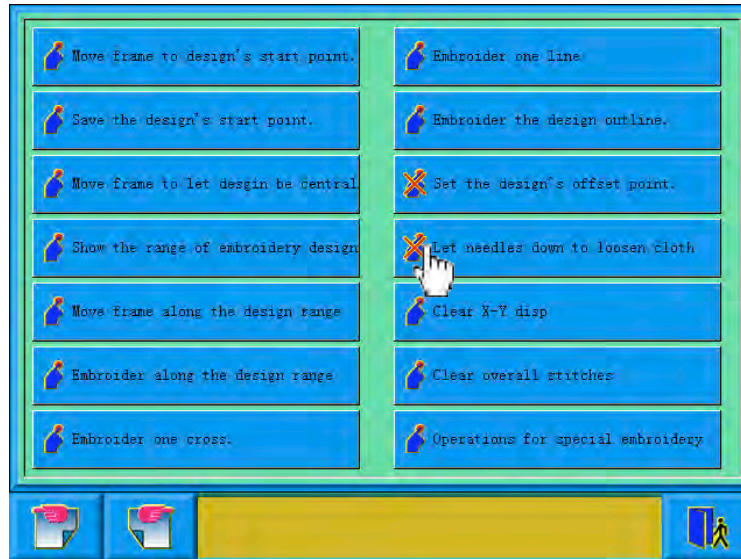 Move frame to design's start point.
Save the design's start point.
Move frame to let desgin be central
Show the range of embroidery design
Move frame along the design range
Embroider along the design range
Embroider one cross.
Embroider one line
Embroider the design outline.
Set the design's offset point.
Let needles down to loosen cloth
Clear X-Y disp
Clear overall stitches
Operations for special embroidery